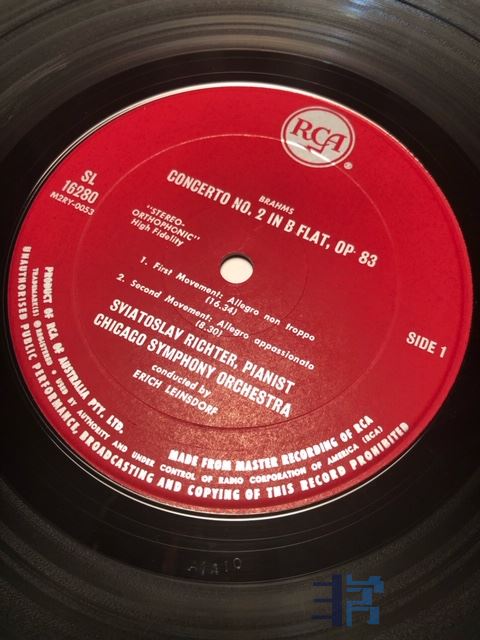 RCA
®
BRAHMS
CONCERTO NO. 2 IN B FLAT, OP. 83
SL
16280
M2RY-0053
"STEREO-
ORTHOPHONIC"
High Fidelity
SIDE 1
1. First Movement: Allegro non troppo
(16.34)
2. Second Movement: Allegro appassionato
(8.30)
SVIATOSLAV RICHTER, PIANIST
CHICAGO SYMPHONY ORCHESTRA
conducted by
ERICH LEINSDORF
MADE FROM MASTER RECORDING OF RCA
PRODUCT OF RCA OF AUSTRALIA PTY. LTD.
TRADEMARK(S) ® REGISTERED • USED BY AUTHORITY AND UNDER CONTROL OF RADIO CORPORATION OF AMERICA (RCA)
UNAUTHORISED PUBLIC PERFORMANCE, BROADCASTING AND COPYING OF THIS RECORD PROHIBITED